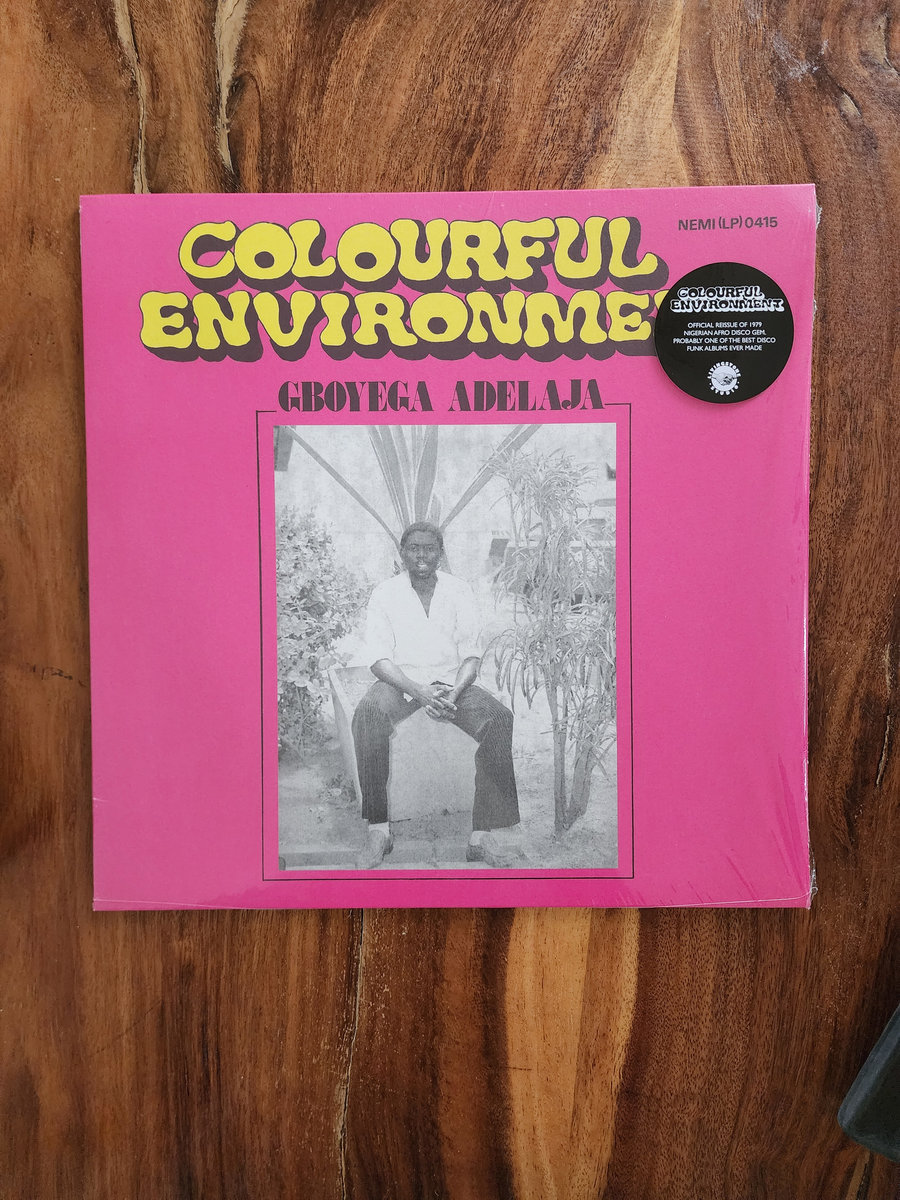 COLOURFUL
ENVIRONME
NEMI (LP) 0415
COLOURFUL
ENVIRONMENT
OFFICIAL REISSUE OF 1979
NIGERIAN AFRO DISCO GEM.
PROBABLY ONE OF THE BEST DISCO
FUNK ALBUMS EVER MADE
GBOYEGA ADELAJA